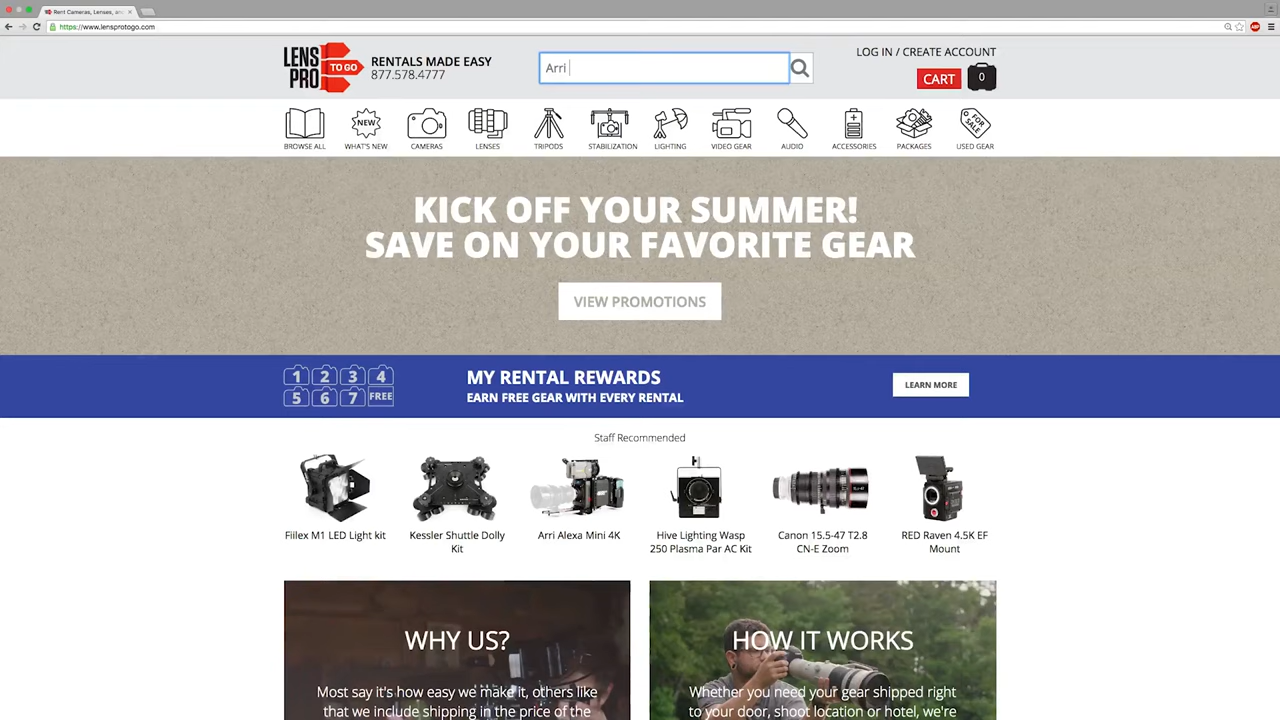 Rent Cameras, Lenses, an
https://www.lensprotogo.com
ABP
LENS
PRO
TO GO
RENTALS MADE EASY
877.578.4777
Arri
LOG IN / CREATE ACCOUNT
CART
0
NEW
FOR
SALE
BROWSE ALL
WHAT'S NEW
CAMERAS
LENSES
TRIPODS
STABILIZATION
LIGHTING
VIDEO GEAR
AUDIO
ACCESSORIES
PACKAGES
USED GEAR
KICK OFF YOUR SUMMER!
SAVE ON YOUR FAVORITE GEAR
VIEW PROMOTIONS
1 2 3 4
5 6 7 FREE
MY RENTAL REWARDS
EARN FREE GEAR WITH EVERY RENTAL
LEARN MORE
Staff Recommended
Fiilex M1 LED Light kit
Kessler Shuttle Dolly
Kit
Arri Alexa Mini 4K
Hive Lighting Wasp
250 Plasma Par AC Kit
Canon 15.5-47 T2.8
CN-E Zoom
RED Raven 4.5K EF
Mount
WHY US?
Most say it's how easy we make it, others like
that we include shipping in the price of the
HOW IT WORKS
Whether you need your gear shipped right
to your door, shoot location or hotel, we're